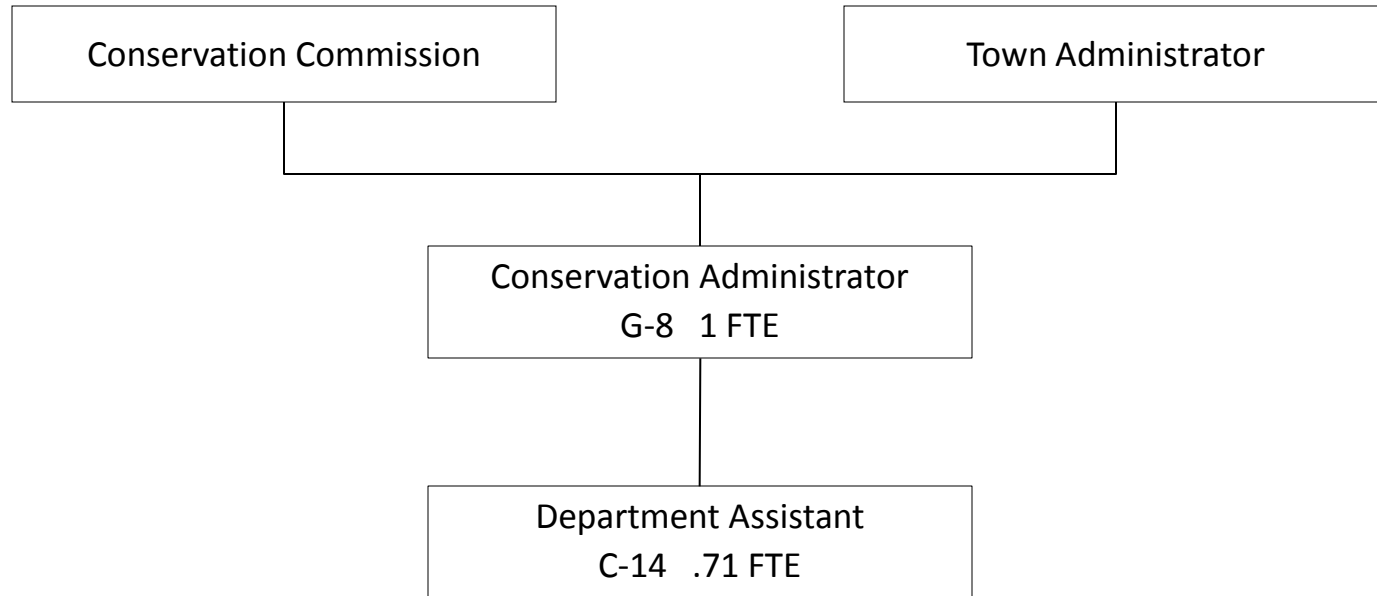 Conservation Commission
Town Administrator
Conservation Administrator
G-8   1 FTE
Department Assistant
C-14   .71 FTE